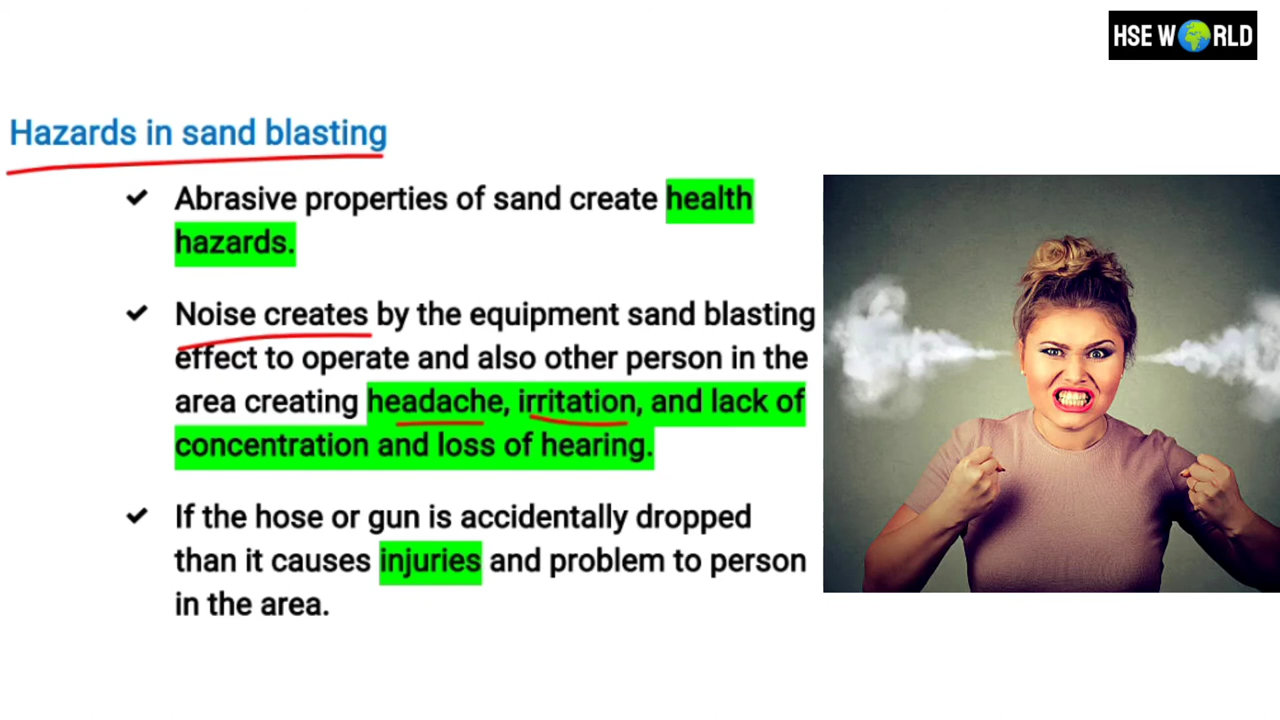 HSE WORLD
Hazards in sand blasting
Abrasive properties of sand create health
hazards.
Noise creates by the equipment sand blasting
effect to operate and also other person in the
area creating headache, irritation, and lack of
concentration and loss of hearing.
If the hose or gun is accidentally dropped
than it causes injuries and problem to person
in the area.